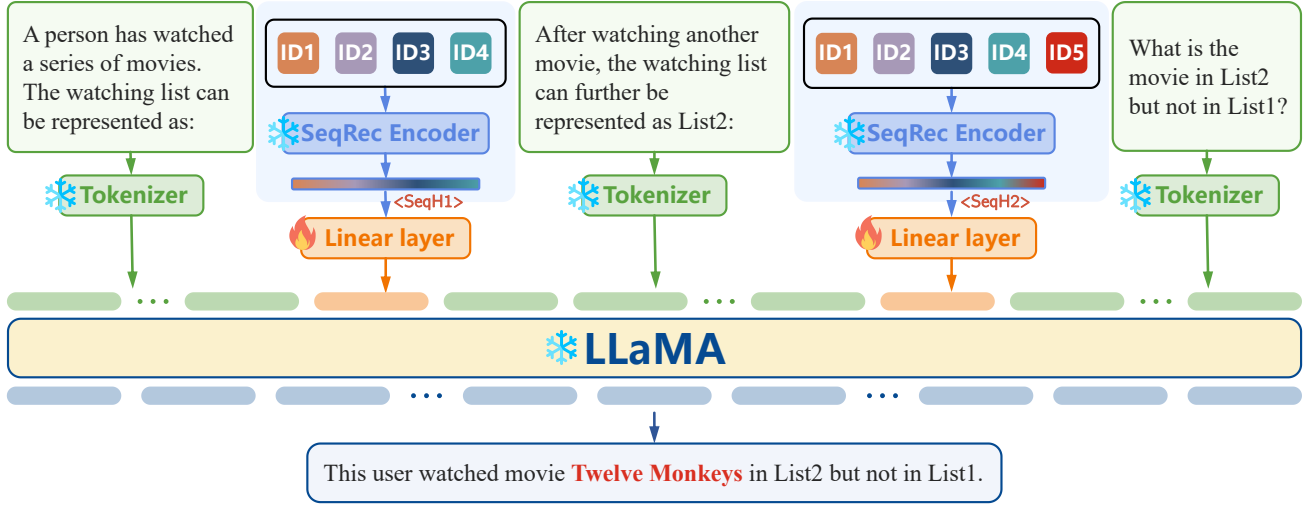 A person has watched
a series of movies.
The watching list can
be represented as:
ID1 ID2 ID3 ID4
SeqRec Encoder
<SeqH1>
Linear layer
After watching another
movie, the watching list
can further be
represented as List2:
ID1 ID2 ID3 ID4 ID5
SeqRec Encoder
<SeqH2>
Linear layer
What is the
movie in List2
but not in List1?
Tokenizer
Tokenizer
Tokenizer
LLaMA
This user watched movie Twelve Monkeys in List2 but not in List1.